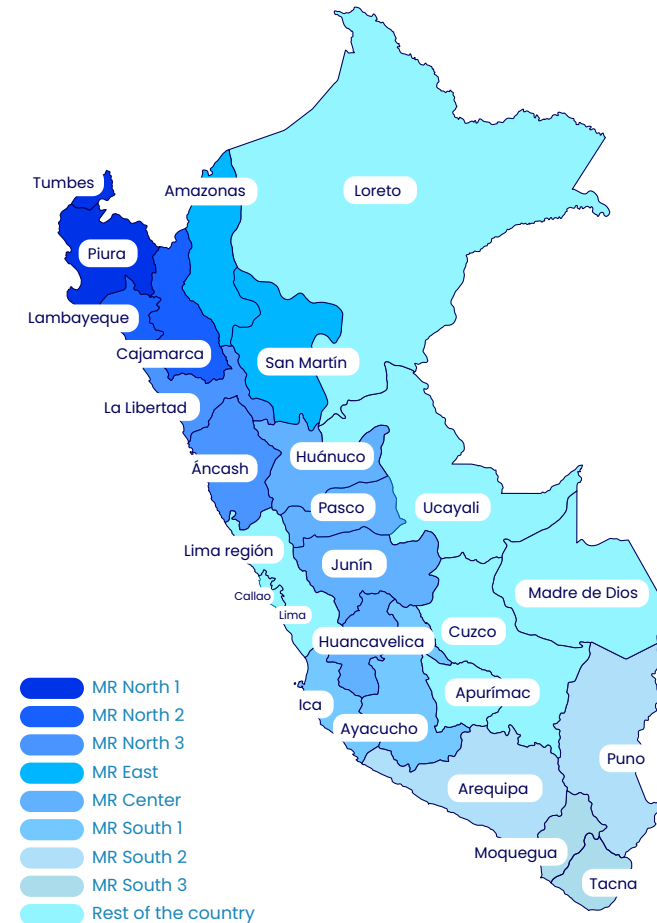 Tumbes
Amazonas
Loreto
Piura
Lambayeque
Cajamarca
San Martín
La Libertad
Huánuco
Áncash
Pasco
Ucayali
Lima región
Junín
Callao
Madre de Dios
Lima
Huancavelica
Cuzco
Ica
Apurímac
Ayacucho
Puno
Arequipa
Moquegua
Tacna
MR North 1
MR North 2
MR North 3
MR East
MR Center
MR South 1
MR South 2
MR South 3
Rest of the country